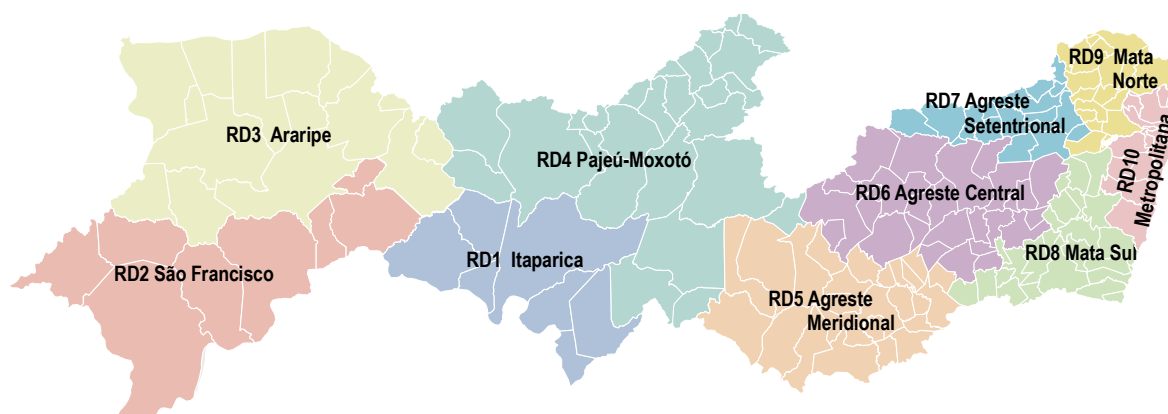 RD9 Mata
Norte
RD7 Agreste
Setentrional
RD3 Araripe
RD4 Pajeú-Moxotó
RD10
Metropolitana
RD6 Agreste Central
RD8 Mata Sul
RD1 Itaparica
RD2 São Francisco
RD5 Agreste
Meridional